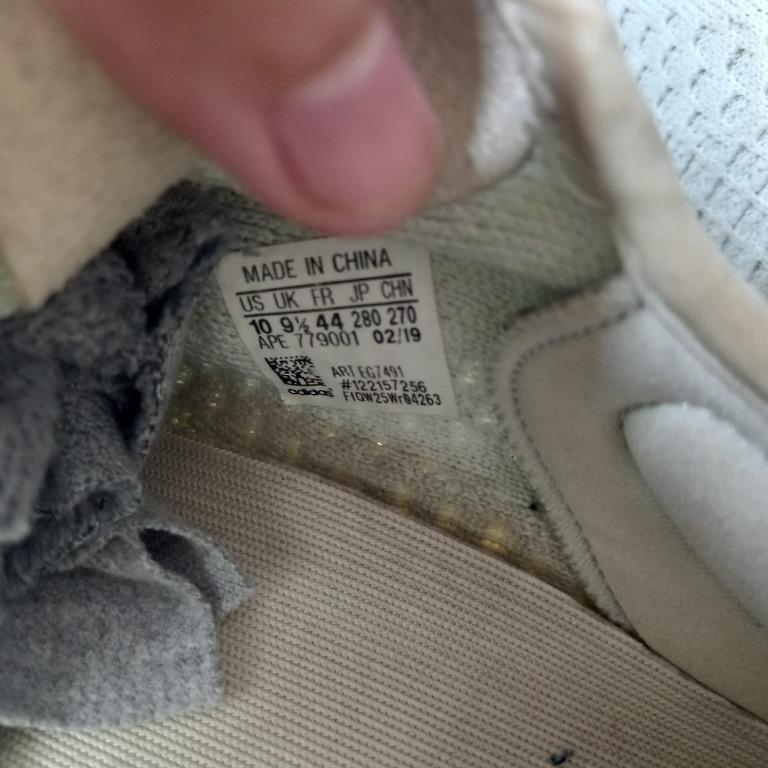 MADE IN CHINA
US UK FR JP CHN
10 9½ 44 280 270
APE 779001 02/19
ART EG7491
#122157256
adidas F1QW25Wr04263